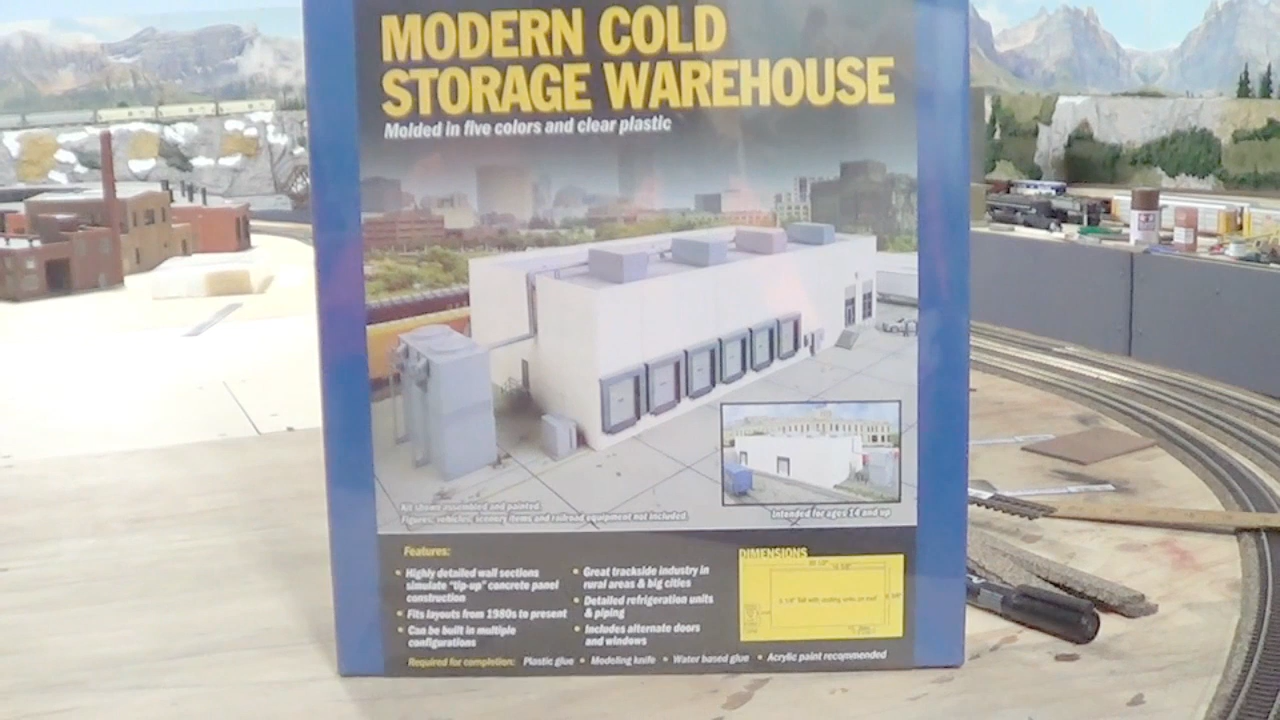 MODERN COLD
STORAGE WAREHOUSE
Molded in five colors and clear plastic
Kit shown assembled and painted.
Figures, vehicles, scenery items and railroad equipment not included.
Intended for ages 14 and up
Features:
• Highly detailed wall sections
simulate "tip-up" concrete panel
construction
• Fits layouts from 1980s to present
• Can be built in multiple
configurations
• Great trackside industry in
rural areas & big cities
• Detailed refrigeration units
& piping
• Includes alternate doors
and windows
DIMENSIONS
Required for completion: Plastic glue • Modeling knife • Water based glue • Acrylic paint recommended